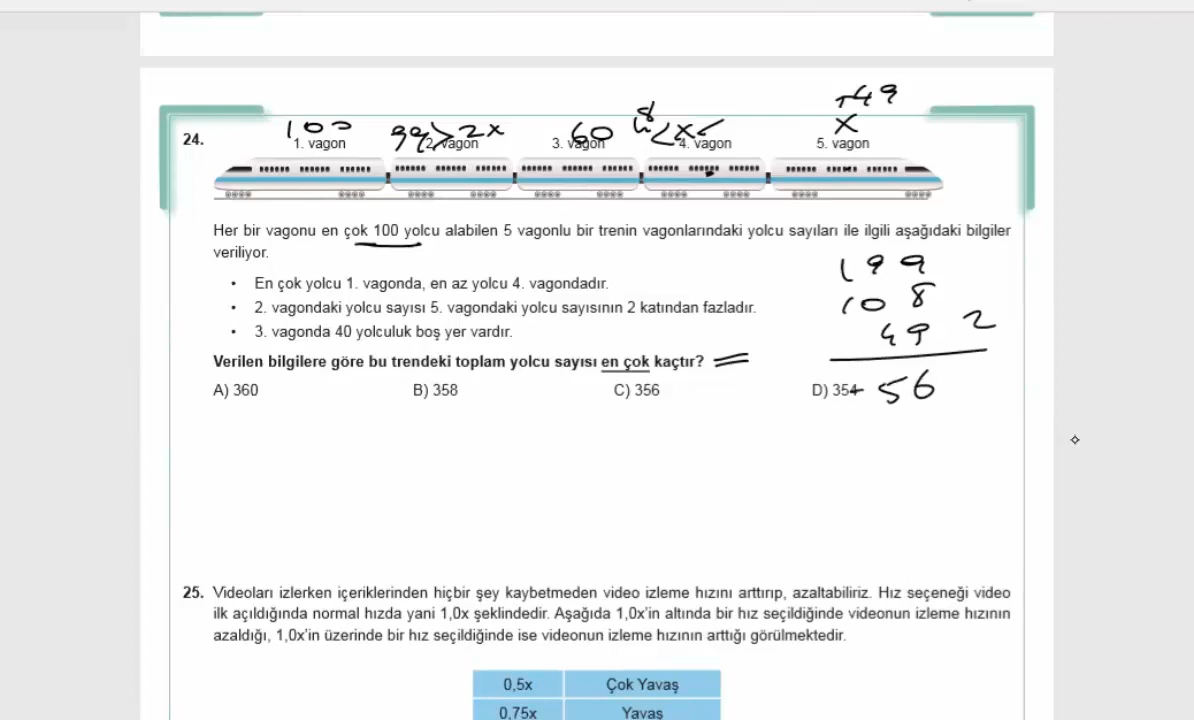 +49
100 99>2x 60 48<x< x
24. 1. vagon 2. vagon 3. vagon 4. vagon 5. vagon
Her bir vagonu en çok 100 yolcu alabilen 5 vagonlu bir trenin vagonlarındaki yolcu sayıları ile ilgili aşağıdaki bilgiler
veriliyor.
• En çok yolcu 1. vagonda, en az yolcu 4. vagondadır.
• 2. vagondaki yolcu sayısı 5. vagondaki yolcu sayısının 2 katından fazladır.
• 3. vagonda 40 yolculuk boş yer vardır.
Verilen bilgilere göre bu trendeki toplam yolcu sayısı en çok kaçtır?
A) 360 B) 358 C) 356 D) 354
199
108
49 2
56
25. Videoları izlerken içeriklerinden hiçbir şey kaybetmeden video izleme hızını arttırıp, azaltabiliriz. Hız seçeneği video
ilk açıldığında normal hızda yani 1,0x şeklindedir. Aşağıda 1,0x'in altında bir hız seçildiğinde videonun izleme hızının
azaldığı, 1,0x'in üzerinde bir hız seçildiğinde ise videonun izleme hızının arttığı görülmektedir.
0,5x Çok Yavaş
0,75x Yavaş